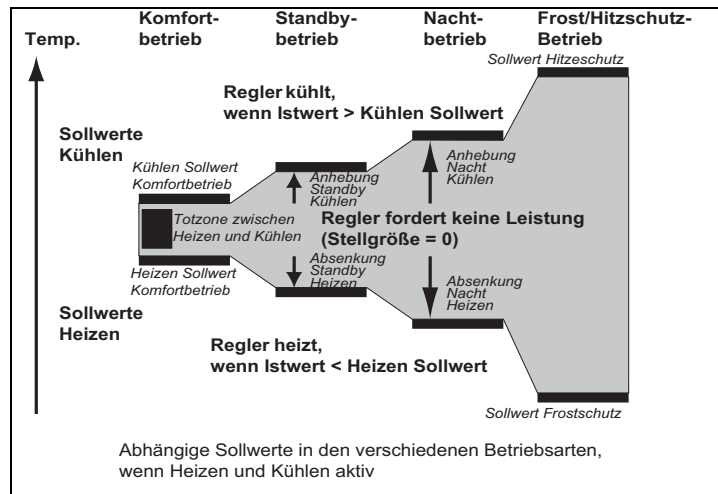 Komfort-
betrieb
Standby-
betrieb
Nacht-
betrieb
Frost/Hitzschutz-
Betrieb
Temp.
Sollwert Hitzeschutz
Regler kühlt,
wenn Istwert > Kühlen Sollwert
Sollwerte
Kühlen
Kühlen Sollwert
Komfortbetrieb
Anhebung
Standby
Kühlen
Anhebung
Nacht
Kühlen
Totzone zwischen
Heizen und Kühlen
Regler fordert keine Leistung
(Stellgröße = 0)
Heizen Sollwert
Komfortbetrieb
Absenkung
Standby
Heizen
Absenkung
Nacht
Heizen
Sollwerte
Heizen
Regler heizt,
wenn Istwert < Heizen Sollwert
Sollwert Frostschutz
Abhängige Sollwerte in den verschiedenen Betriebsarten,
wenn Heizen und Kühlen aktiv